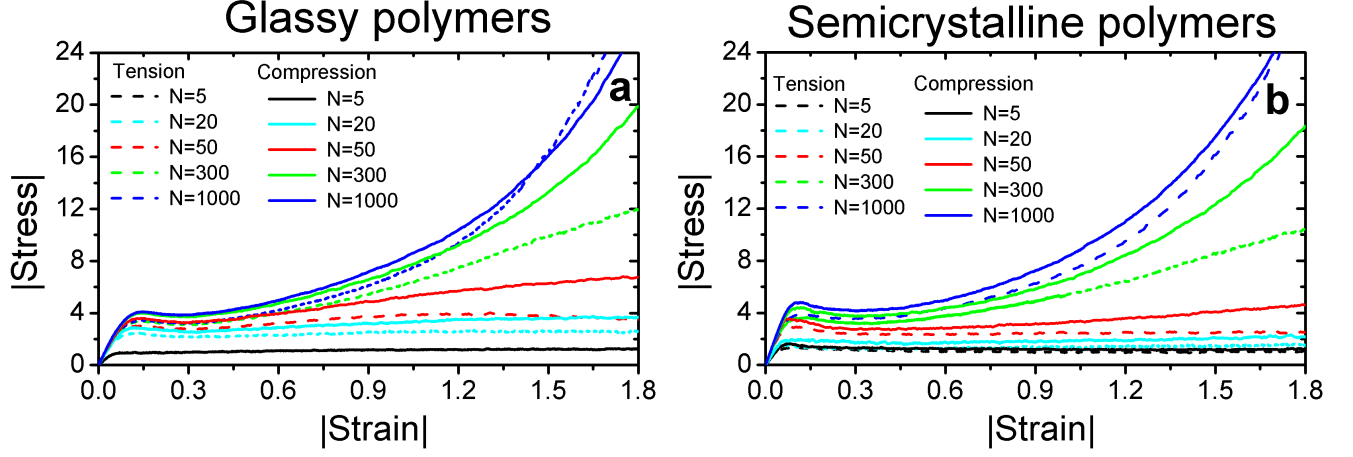 Glassy polymers
Semicrystalline polymers
|Stress|
24
20
16
12
8
4
0
Tension Compression
N=5 N=5
N=20 N=20
N=50 N=50
N=300 N=300
N=1000 N=1000
a
0.0 0.3 0.6 0.9 1.2 1.5 1.8
|Strain|
|Stress|
24
20
16
12
8
4
0
Tension Compression
N=5 N=5
N=20 N=20
N=50 N=50
N=300 N=300
N=1000 N=1000
b
0.0 0.3 0.6 0.9 1.2 1.5 1.8
|Strain|